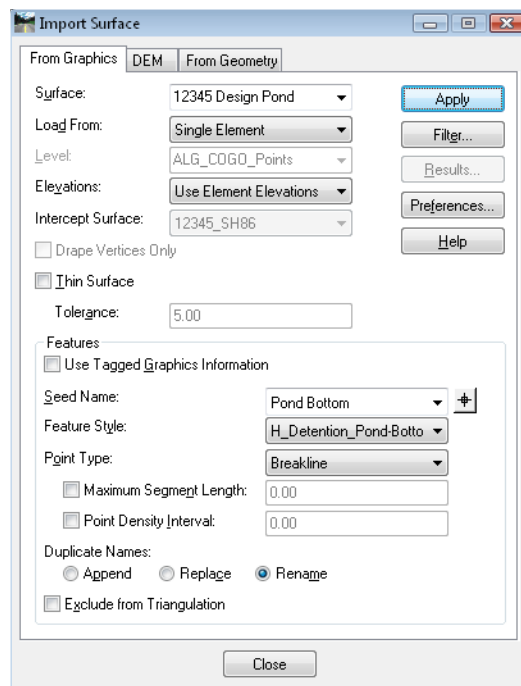 Import Surface
From Graphics DEM From Geometry
Surface: 12345 Design Pond Apply
Load From: Single Element Filter...
Level: ALG_COGO_Points Results...
Elevations: Use Element Elevations Preferences...
Intercept Surface: 12345_SH86 Help
Drape Vertices Only
Thin Surface
Tolerance: 5.00
Features
Use Tagged Graphics Information
Seed Name: Pond Bottom
Feature Style: H_Detention_Pond-Botto
Point Type: Breakline
Maximum Segment Length: 0.00
Point Density Interval: 0.00
Duplicate Names:
Append Replace Rename
Exclude from Triangulation
Close